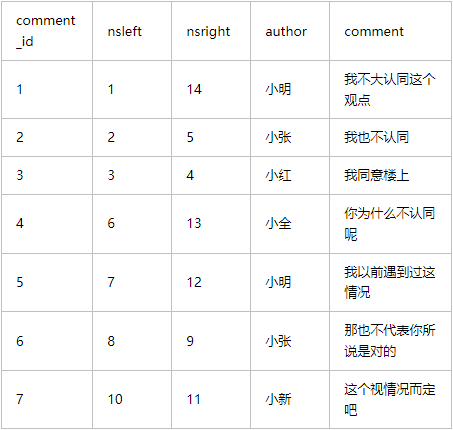 comment
_id nsleft nsright author comment
1 1 14 小明 我不大认同这个
观点
2 2 5 小张 我也不认同
3 3 4 小红 我同意楼上
4 6 13 小全 你为什么不认同
呢
5 7 12 小明 我以前遇到过这
情况
6 8 9 小张 那也不代表你所
说是对的
7 10 11 小新 这个视情况而定
吧